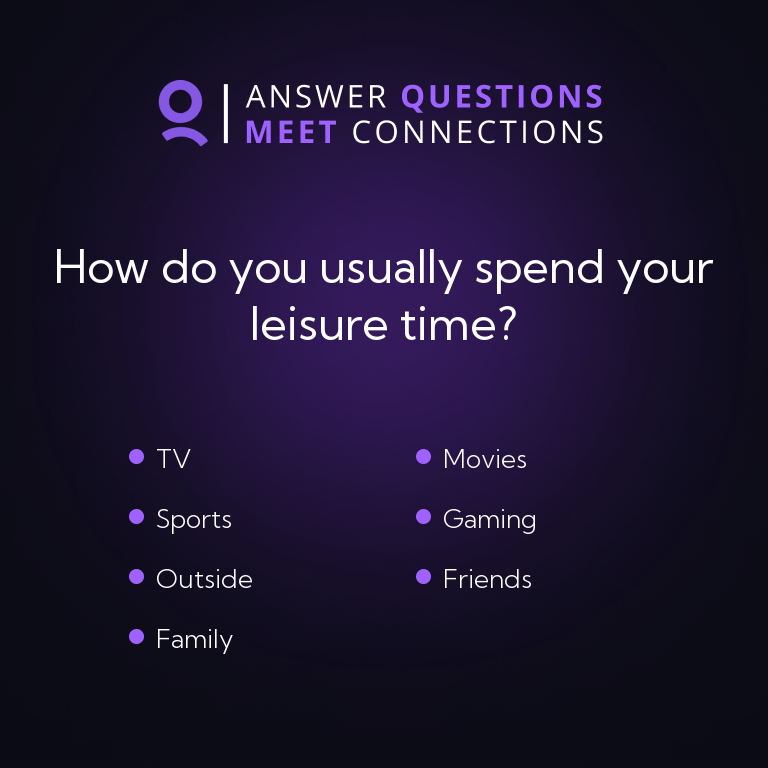 ANSWER QUESTIONS
MEET CONNECTIONS
How do you usually spend your
leisure time?
TV
Sports
Outside
Family
Movies
Gaming
Friends